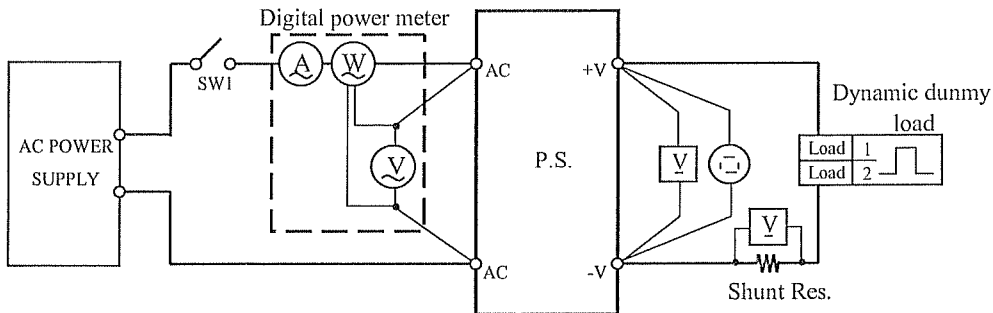 Digital power meter
A
W
SW1
AC
+V
Dynamic dunmy
load
AC POWER
SUPPLY
V
P.S.
V
Load 1
Load 2
V
AC
-V
Shunt Res.